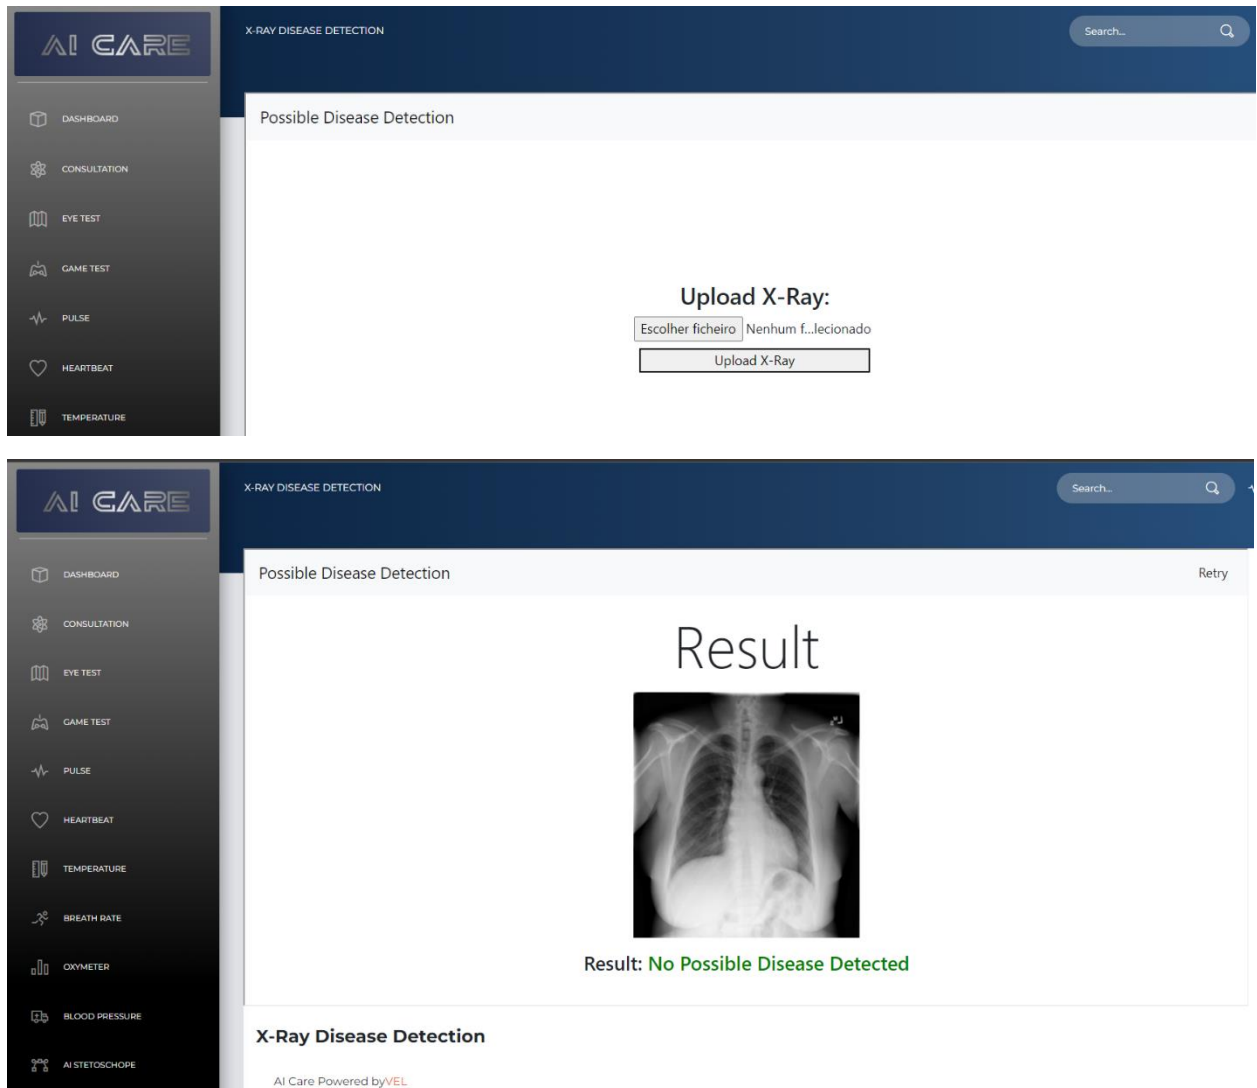 AI CARE
X-RAY DISEASE DETECTION
Search...
Possible Disease Detection
DASHBOARD
CONSULTATION
EYE TEST
GAME TEST
PULSE
HEARTBEAT
TEMPERATURE
Upload X-Ray:
Escolher ficheiro Nenhum f...lecionado
Upload X-Ray
AI CARE
X-RAY DISEASE DETECTION
Search...
Possible Disease Detection
Retry
DASHBOARD
CONSULTATION
EYE TEST
GAME TEST
PULSE
HEARTBEAT
TEMPERATURE
BREATH RATE
OXYMETER
BLOOD PRESSURE
AI STETOSCHOPE
Result
Result: No Possible Disease Detected
X-Ray Disease Detection
AI Care Powered byVEL